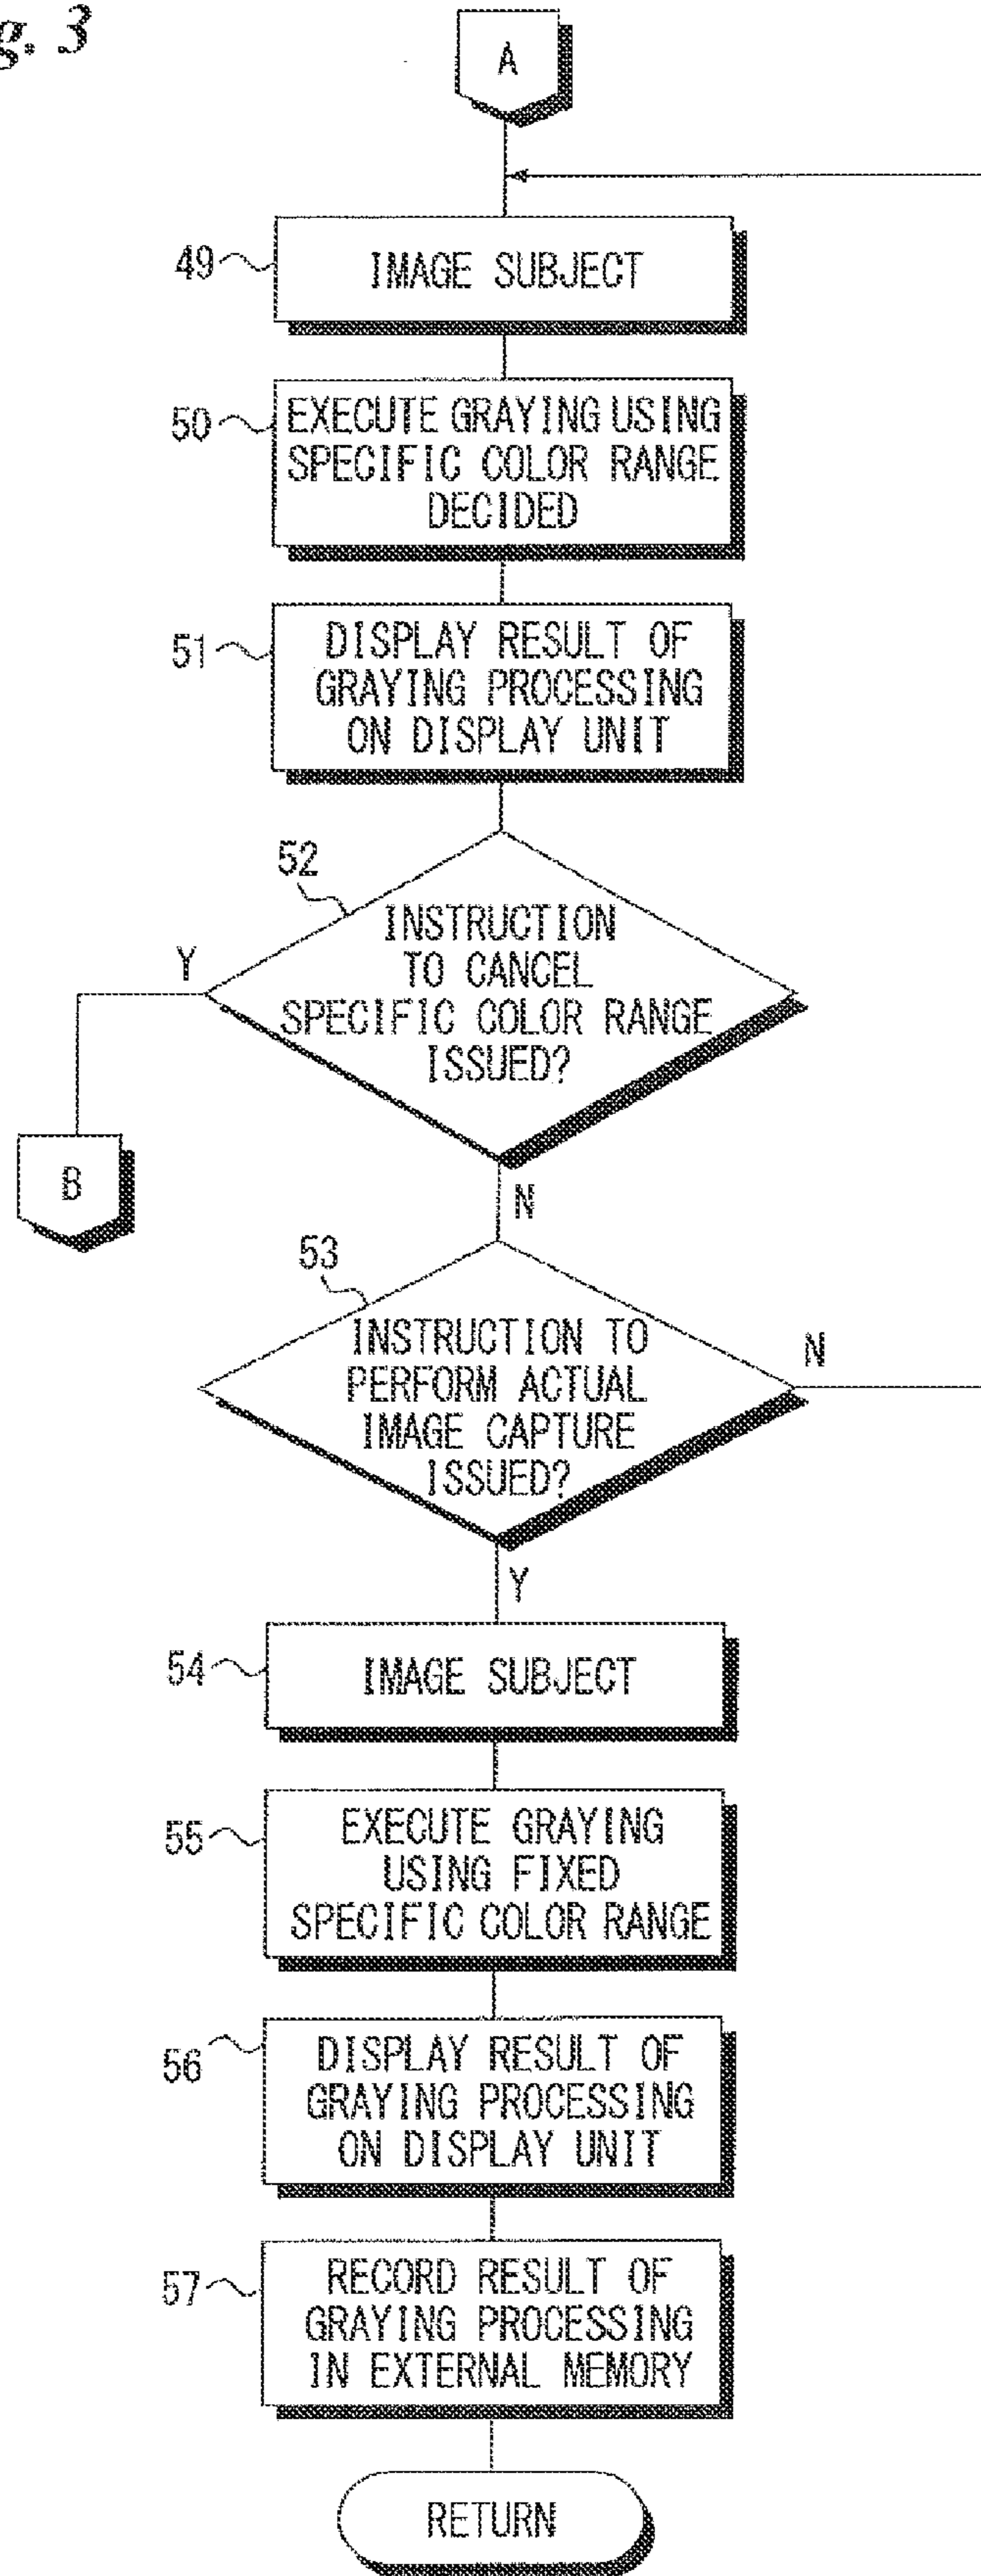 g. 3
A
49
IMAGE SUBJECT
50
EXECUTE GRAYING USING
SPECIFIC COLOR RANGE
DECIDED
51
DISPLAY RESULT OF
GRAYING PROCESSING
ON DISPLAY UNIT
52
INSTRUCTION
TO CANCEL
SPECIFIC COLOR RANGE
ISSUED?
Y
B
N
53
INSTRUCTION TO
PERFORM ACTUAL
IMAGE CAPTURE
ISSUED?
N
Y
54
IMAGE SUBJECT
55
EXECUTE GRAYING
USING FIXED
SPECIFIC COLOR RANGE
56
DISPLAY RESULT OF
GRAYING PROCESSING
ON DISPLAY UNIT
57
RECORD RESULT OF
GRAYING PROCESSING
IN EXTERNAL MEMORY
RETURN